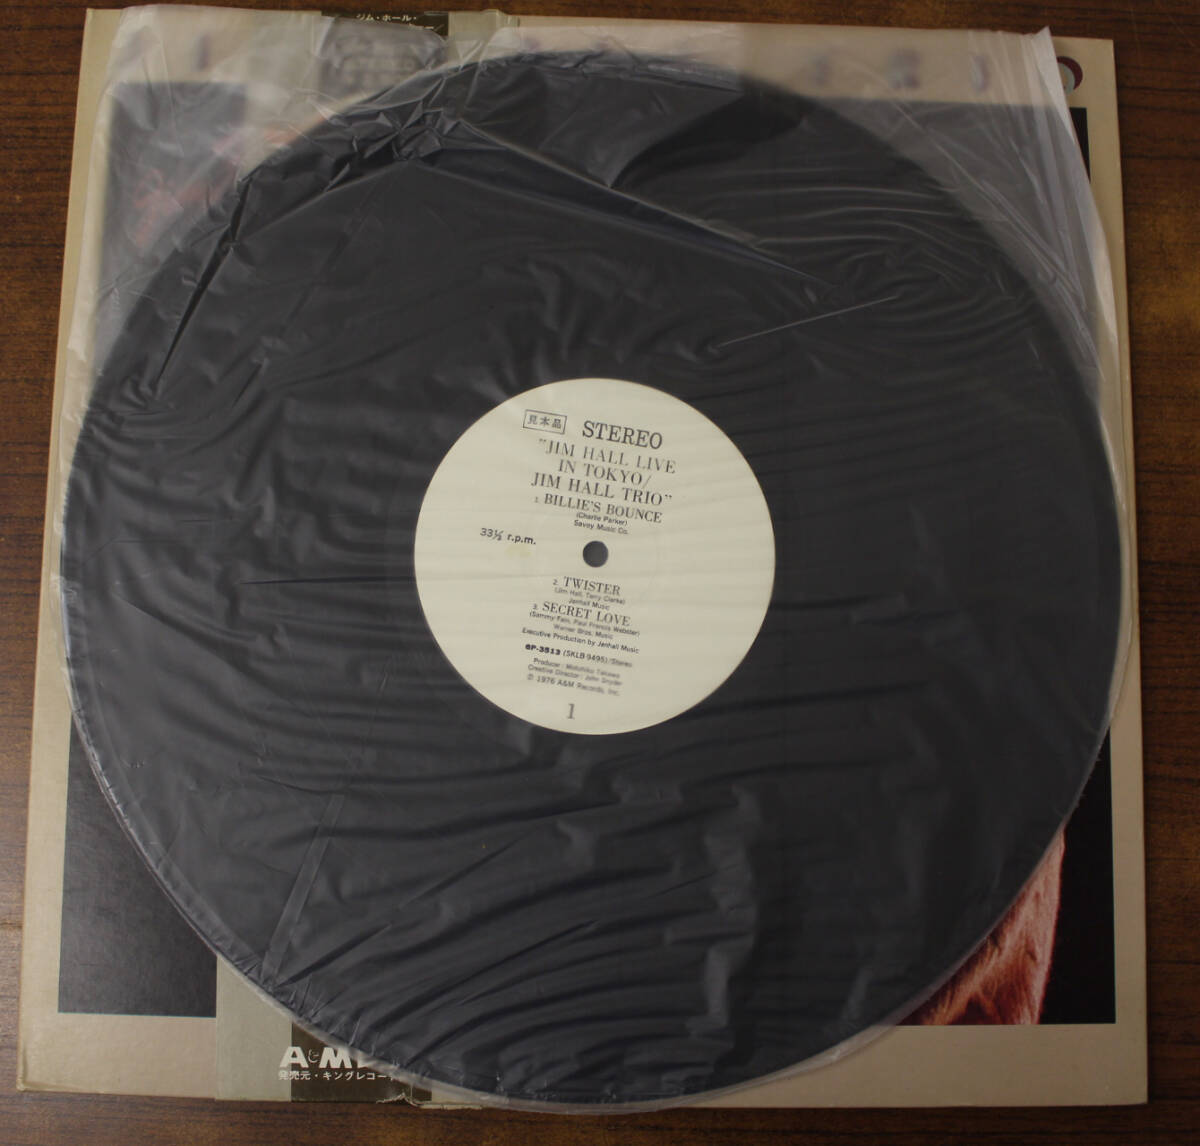 ジム・ホール・
見本品 STEREO
"JIM HALL LIVE
IN TOKYO/
JIM HALL TRIO"
1. BILLIE'S BOUNCE
(Charlie Parker)
Savoy Music Co.
33⅓ r.p.m.
2. TWISTER
(Jim Hall, Terry Clarke)
Janhall Music
3. SECRET LOVE
(Sammy Fain, Paul Francis Webster)
Warner Bros. Music
Executive Production by Janhall Music
GP-3513 (SKLB-9495)/Stereo
Producer: Motohiko Takawa
Creative Director: John Snyder
℗ 1976 A&M Records, Inc.
1
A&M
発売元・キングレコー